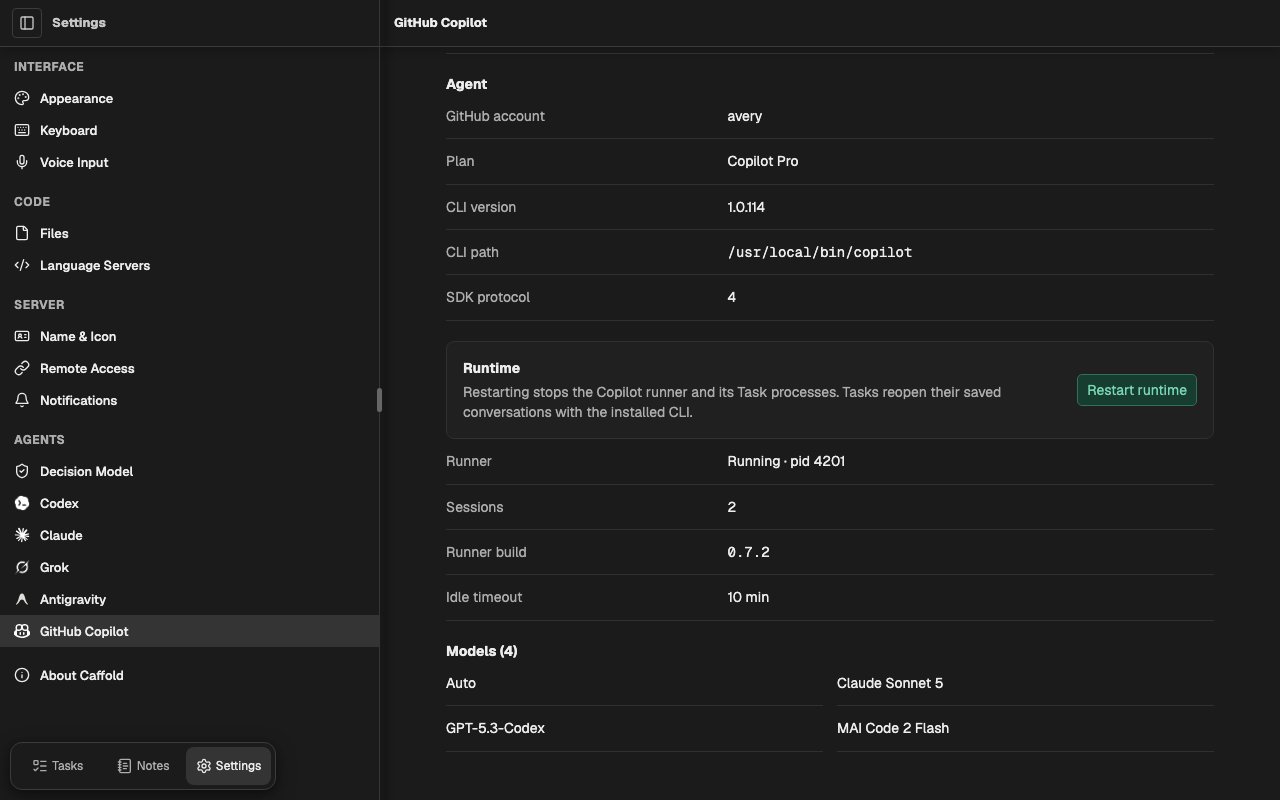 Settings
INTERFACE
Appearance
Keyboard
Voice Input
CODE
Files
Language Servers
SERVER
Name & Icon
Remote Access
Notifications
AGENTS
Decision Model
Codex
Claude
Grok
Antigravity
GitHub Copilot
About Caffold
Tasks
Notes
Settings
GitHub Copilot
Agent
GitHub account avery
Plan Copilot Pro
CLI version 1.0.114
CLI path /usr/local/bin/copilot
SDK protocol 4
Runtime
Restarting stops the Copilot runner and its Task processes. Tasks reopen their saved
conversations with the installed CLI.
Restart runtime
Runner Running · pid 4201
Sessions 2
Runner build 0.7.2
Idle timeout 10 min
Models (4)
Auto Claude Sonnet 5
GPT-5.3-Codex MAI Code 2 Flash